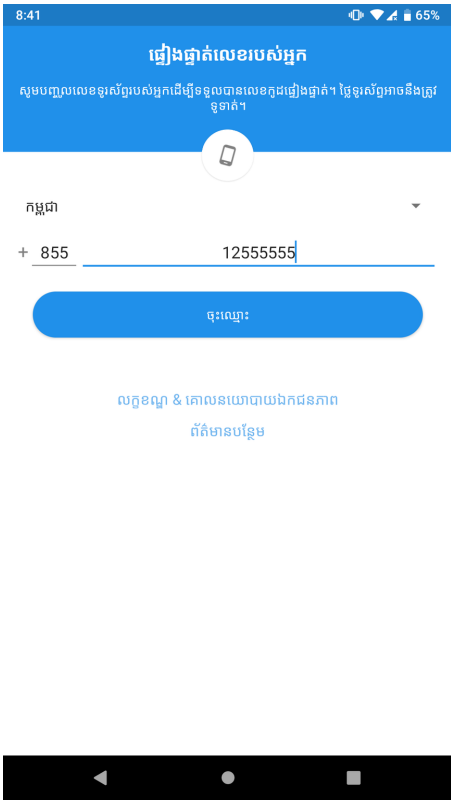 8:41 65%
ផ្ទៀងផ្ទាត់លេខរបស់អ្នក
សូមបញ្ចូលលេខទូរស័ព្ទរបស់អ្នកដើម្បីទទួលបានលេខកូដផ្ទៀងផ្ទាត់។ ថ្លៃទូរស័ព្ទអាចនឹងត្រូវ
ទូទាត់។
កម្ពុជា
+ 855 12555555
ចុះឈ្មោះ
លក្ខខណ្ឌ & គោលនយោបាយឯកជនភាព
ព័ត៌មានបន្ថែម